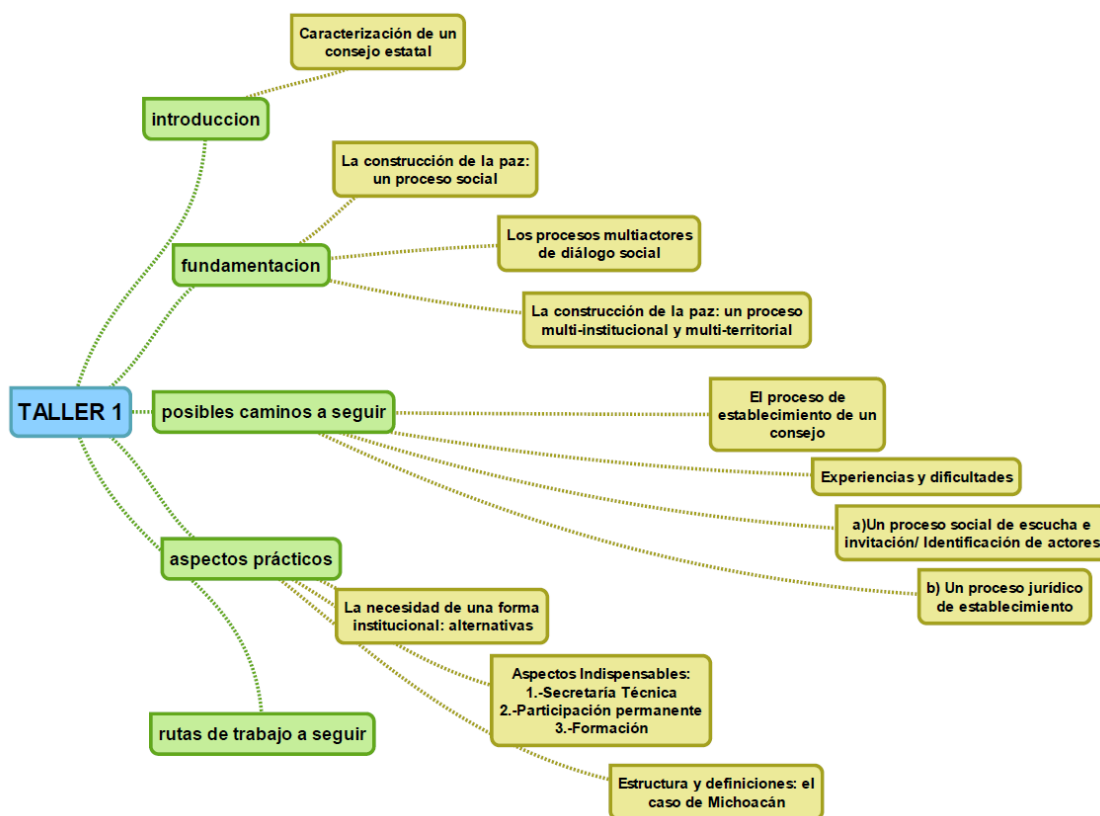 Caracterización de un
consejo estatal
introduccion
La construcción de la paz:
un proceso social
Los procesos multiactores
de diálogo social
fundamentacion
La construcción de la paz: un proceso
multi-institucional y multi-territorial
TALLER 1
posibles caminos a seguir
El proceso de
establecimiento de un
consejo
Experiencias y dificultades
a)Un proceso social de escucha e
invitación/ Identificación de actores
b) Un proceso jurídico
de establecimiento
aspectos prácticos
La necesidad de una forma
institucional: alternativas
Aspectos Indispensables:
1.-Secretaría Técnica
2.-Participación permanente
3.-Formación
Estructura y definiciones: el
caso de Michoacán
rutas de trabajo a seguir